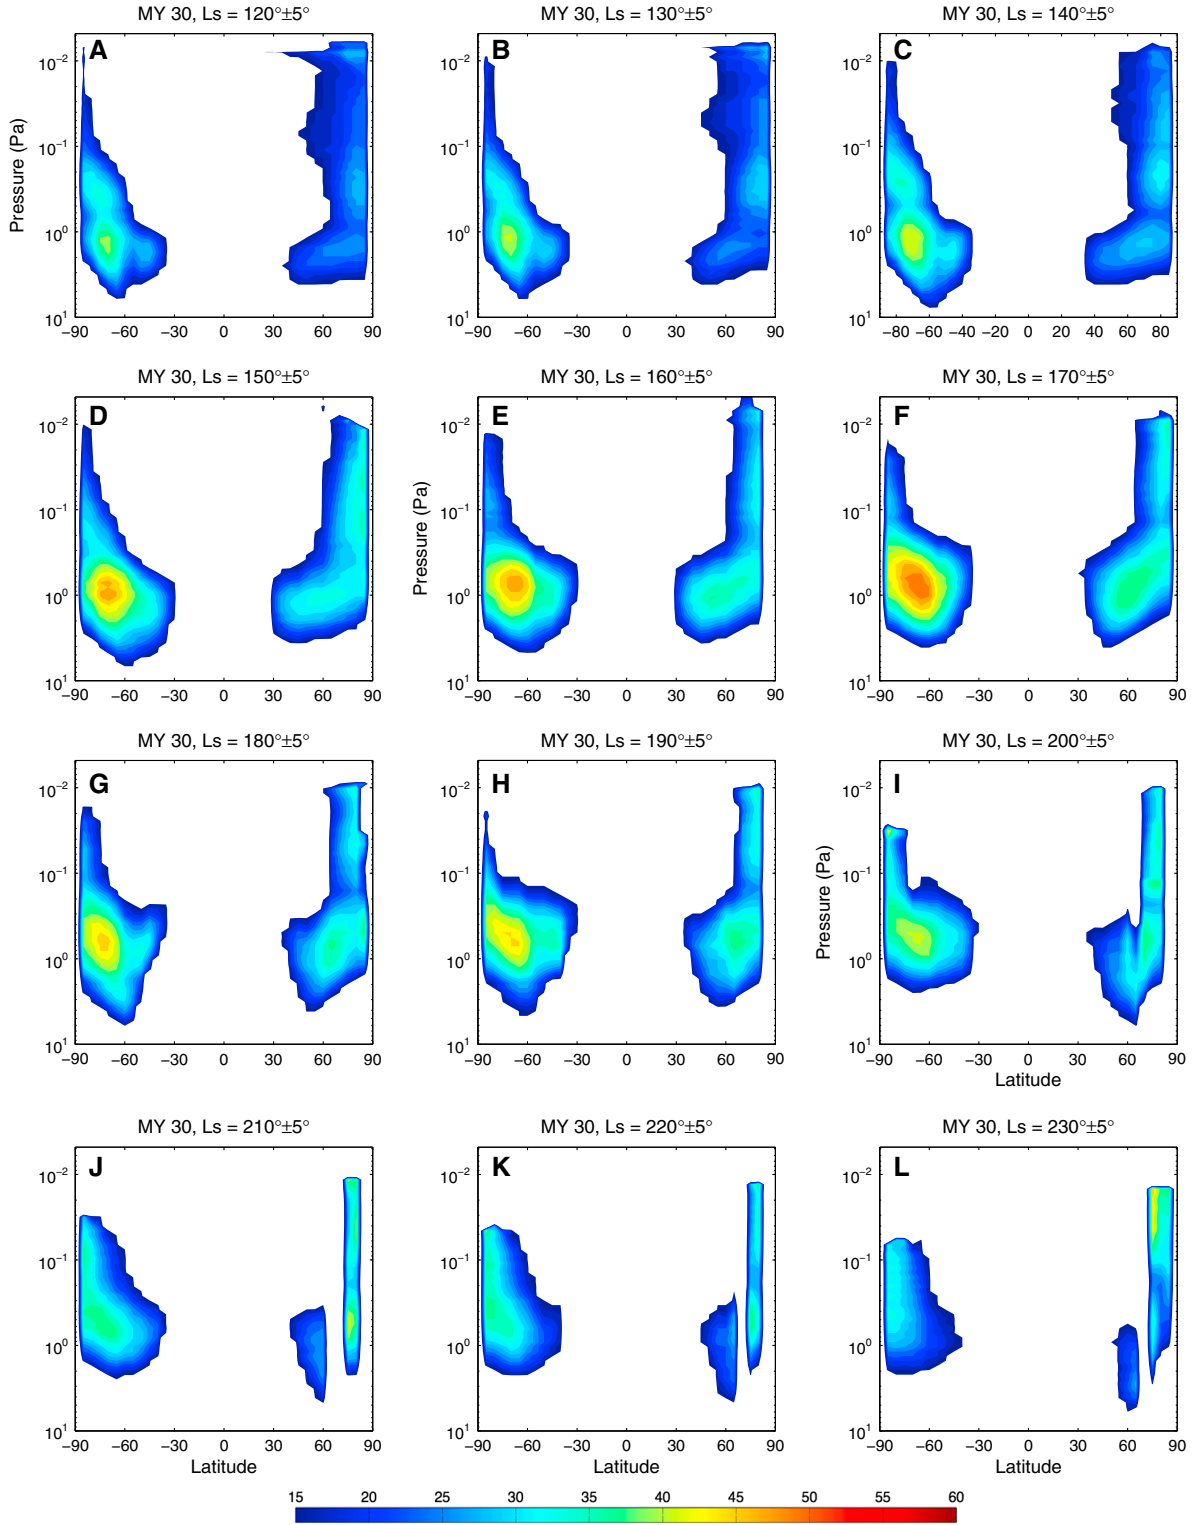 MY 30, Ls = 120°±5°
MY 30, Ls = 130°±5°
MY 30, Ls = 140°±5°
A
B
C
Pressure (Pa)
10⁻²
10⁻¹
10⁰
10¹
10⁻²
10⁻¹
10⁰
10¹
10⁻²
10⁻¹
10⁰
10¹
−90 −60 −30 0 30 60 90
−90 −60 −30 0 30 60 90
−80 −60 −40 −20 0 20 40 60 80
MY 30, Ls = 150°±5°
MY 30, Ls = 160°±5°
MY 30, Ls = 170°±5°
D
E
F
Pressure (Pa)
10⁻²
10⁻¹
10⁰
10¹
10⁻²
10⁻¹
10⁰
10¹
10⁻²
10⁻¹
10⁰
10¹
−90 −60 −30 0 30 60 90
−90 −60 −30 0 30 60 90
−90 −60 −30 0 30 60 90
MY 30, Ls = 180°±5°
MY 30, Ls = 190°±5°
MY 30, Ls = 200°±5°
G
H
I
Pressure (Pa)
10⁻²
10⁻¹
10⁰
10¹
10⁻²
10⁻¹
10⁰
10¹
10⁻²
10⁻¹
10⁰
10¹
−90 −60 −30 0 30 60 90
−90 −60 −30 0 30 60 90
−90 −60 −30 0 30 60 90
Latitude
MY 30, Ls = 210°±5°
MY 30, Ls = 220°±5°
MY 30, Ls = 230°±5°
J
K
L
10⁻²
10⁻¹
10⁰
10¹
10⁻²
10⁻¹
10⁰
10¹
10⁻²
10⁻¹
10⁰
10¹
−90 −60 −30 0 30 60 90
−90 −60 −30 0 30 60 90
−90 −60 −30 0 30 60 90
Latitude
Latitude
Latitude
15 20 25 30 35 40 45 50 55 60